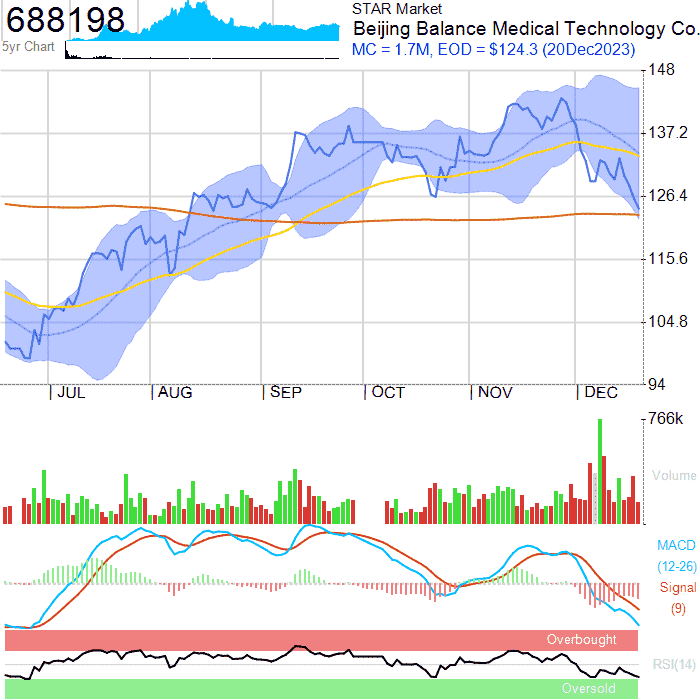 688198
5yr Chart
STAR Market
Beijing Balance Medical Technology Co.
MC = 1.7M, EOD = $124.3 (20Dec2023)
148
137.2
126.4
115.6
104.8
94
JUL AUG SEP OCT NOV DEC
766k
Volume
MACD
(12-26)
Signal
(9)
Overbought
RSI(14)
Oversold